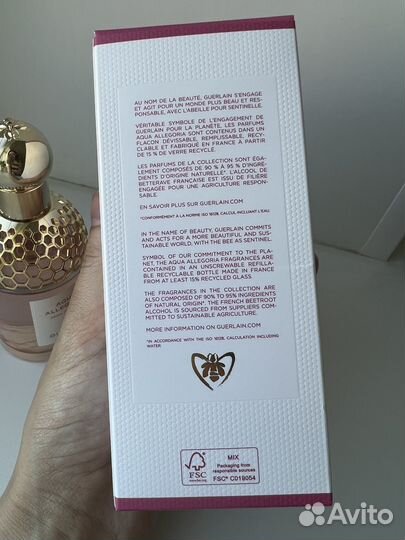 AU NOM DE LA BEAUTÉ, GUERLAIN S'ENGAGE
ET AGIT POUR UN MONDE PLUS BEAU ET RES-
PONSABLE, AVEC L'ABEILLE POUR SENTINELLE.
VÉRITABLE SYMBOLE DE L'ENGAGEMENT DE
GUERLAIN POUR LA PLANÈTE, LES PARFUMS
AQUA ALLEGORIA SONT CONTENUS DANS UN
FLACON DÉVISSABLE, REMPLISSABLE, RECY-
CLABLE ET FABRIQUÉ EN FRANCE À PARTIR
DE 15 % DE VERRE RECYCLÉ.
LES PARFUMS DE LA COLLECTION SONT ÉGA-
LEMENT COMPOSÉS DE 90 % À 95 % D'INGRÉ-
DIENTS D'ORIGINE NATURELLE*. L'ALCOOL DE
BETTERAVE FRANÇAISE EST ISSU DE FILIÈRE
ENGAGÉE POUR UNE AGRICULTURE RESPON-
SABLE.
EN SAVOIR PLUS SUR GUERLAIN.COM
*CONFORMÉMENT À LA NORME ISO 16128, CALCUL INCLUANT L'EAU.
IN THE NAME OF BEAUTY, GUERLAIN COMMITS
AND ACTS FOR A MORE BEAUTIFUL AND SUS-
TAINABLE WORLD, WITH THE BEE AS SENTINEL.
SYMBOL OF OUR COMMITMENT TO THE PLA-
NET, THE AQUA ALLEGORIA FRAGRANCES ARE
CONTAINED IN AN UNSCREWABLE REFILLA-
BLE RECYCLABLE BOTTLE MADE IN FRANCE
FROM AT LEAST 15% RECYCLED GLASS.
THE FRAGRANCES IN THE COLLECTION ARE
ALSO COMPOSED OF 90% TO 95% INGREDIENTS
OF NATURAL ORIGIN*. THE FRENCH BEETROOT
ALCOHOL IS SOURCED FROM SUPPLIERS COM-
MITTED TO SUSTAINABLE AGRICULTURE.
MORE INFORMATION ON GUERLAIN.COM
*IN ACCORDANCE WITH THE ISO 16128, CALCULATION INCLUDING
WATER
FSC
www.fsc.org
MIX
Packaging from
responsible sources
FSC® C019054
Avito